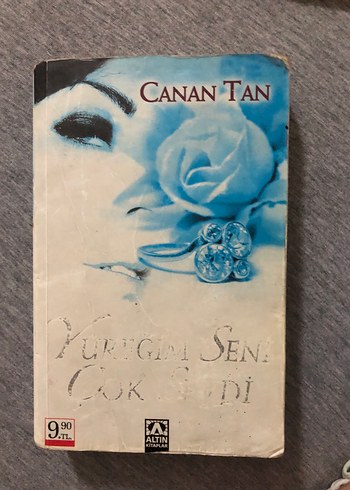 CANAN TAN
YÜREĞİM SENİ
ÇOK SEVDİ
9.90
TL.
A
ALTIN
KİTAPLAR